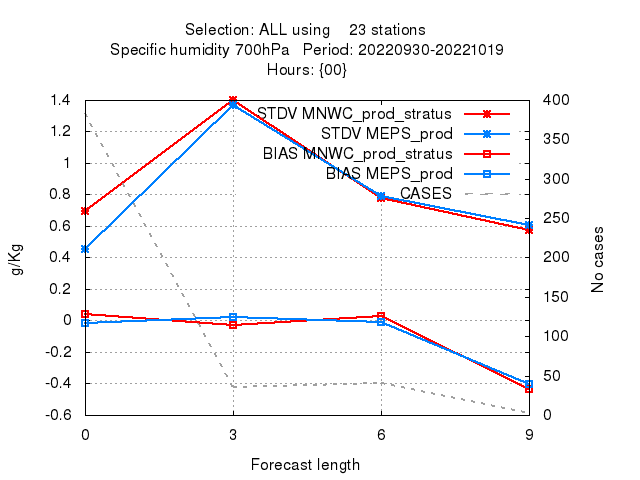 Selection: ALL using 23 stations
Specific humidity 700hPa Period: 20220930-20221019
Hours: {00}
1.4
1.2
1
0.8
0.6
0.4
0.2
0
-0.2
-0.4
-0.6
g/Kg
STDV MNWC_prod_stratus
STDV MEPS_prod
BIAS MNWC_prod_stratus
BIAS MEPS_prod
CASES
400
350
300
250
200
150
100
50
0
No cases
0 3 6 9
Forecast length